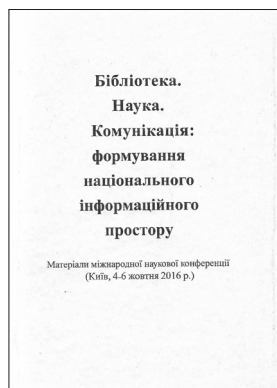 Бібліотека.
Наука.
Комунікація:
формування
національного
інформаційного
простору
Матеріали міжнародної наукової конференції
(Київ, 4-6 жовтня 2016 р.)